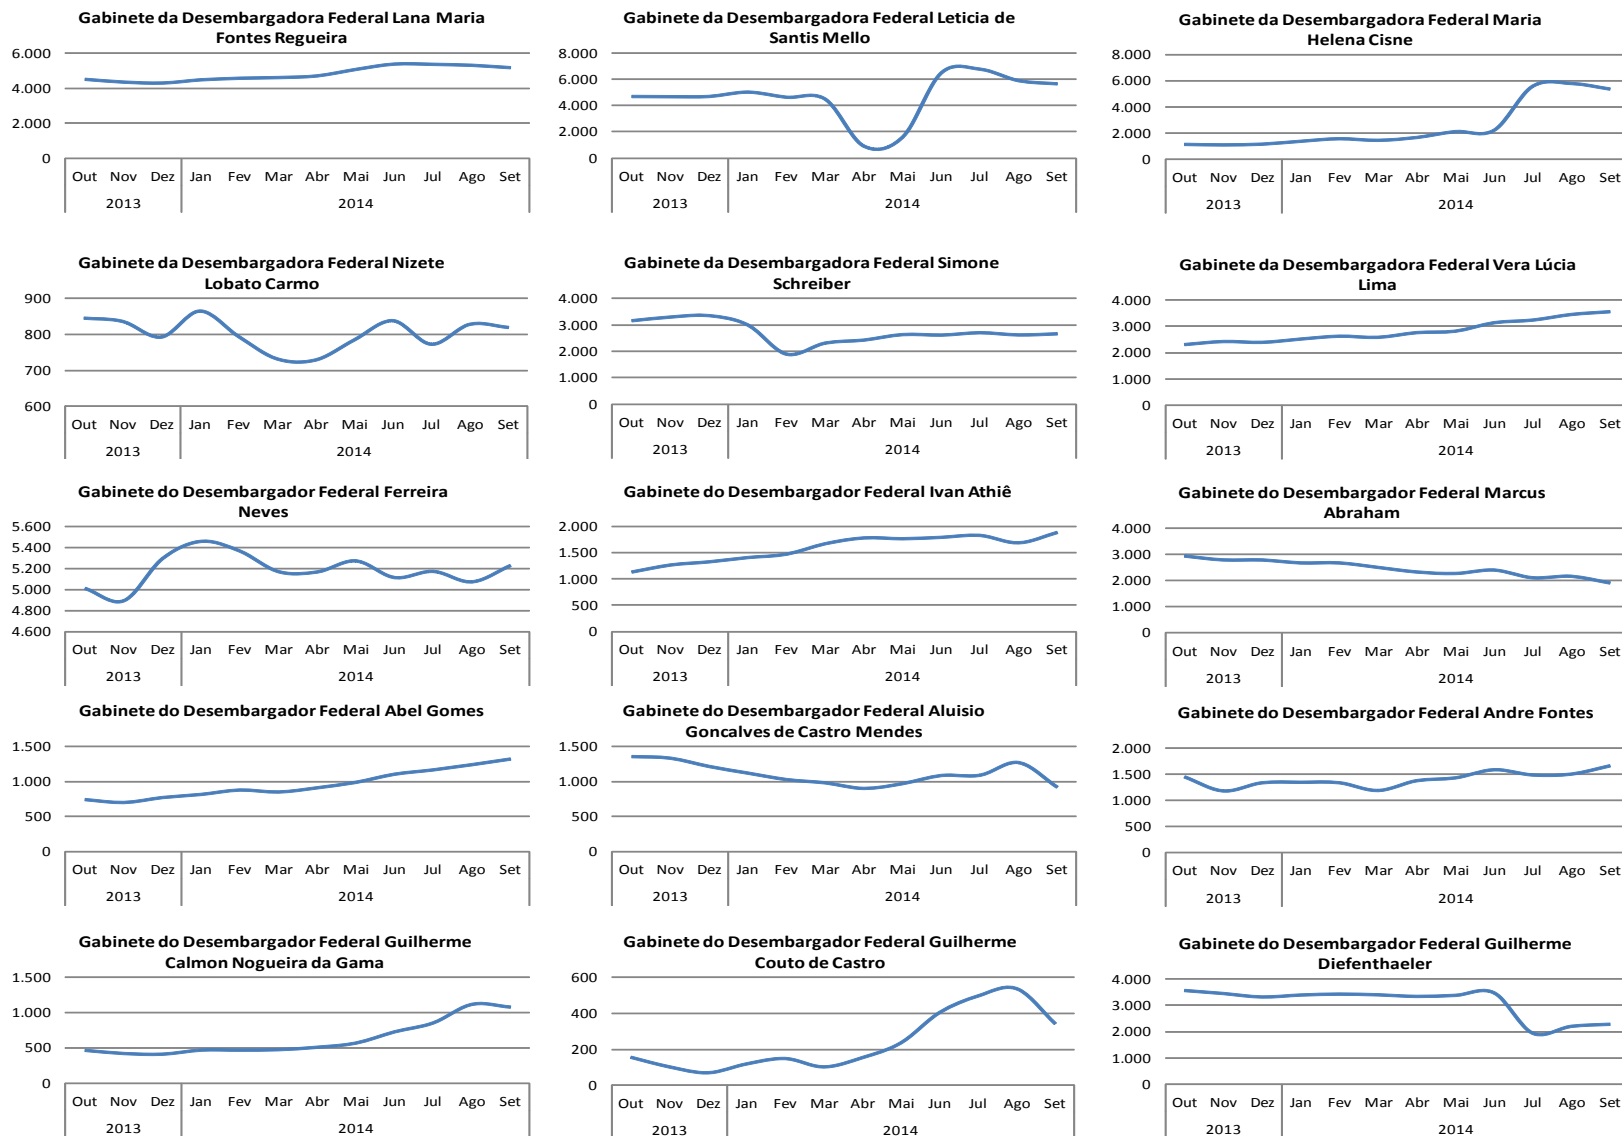 Gabinete da Desembargadora Federal Lana Maria
Fontes Regueira
6.000
4.000
2.000
0
Out Nov Dez Jan Fev Mar Abr Mai Jun Jul Ago Set
2013 2014
Gabinete da Desembargadora Federal Leticia de
Santis Mello
8.000
6.000
4.000
2.000
0
Out Nov Dez Jan Fev Mar Abr Mai Jun Jul Ago Set
2013 2014
Gabinete da Desembargadora Federal Maria
Helena Cisne
8.000
6.000
4.000
2.000
0
Out Nov Dez Jan Fev Mar Abr Mai Jun Jul Ago Set
2013 2014
Gabinete da Desembargadora Federal Nizete
Lobato Carmo
900
800
700
600
Out Nov Dez Jan Fev Mar Abr Mai Jun Jul Ago Set
2013 2014
Gabinete da Desembargadora Federal Simone
Schreiber
4.000
3.000
2.000
1.000
0
Out Nov Dez Jan Fev Mar Abr Mai Jun Jul Ago Set
2013 2014
Gabinete da Desembargadora Federal Vera Lúcia
Lima
4.000
3.000
2.000
1.000
0
Out Nov Dez Jan Fev Mar Abr Mai Jun Jul Ago Set
2013 2014
Gabinete do Desembargador Federal Ferreira
Neves
5.600
5.400
5.200
5.000
4.800
4.600
Out Nov Dez Jan Fev Mar Abr Mai Jun Jul Ago Set
2013 2014
Gabinete do Desembargador Federal Ivan Athiê
2.000
1.500
1.000
500
0
Out Nov Dez Jan Fev Mar Abr Mai Jun Jul Ago Set
2013 2014
Gabinete do Desembargador Federal Marcus
Abraham
4.000
3.000
2.000
1.000
0
Out Nov Dez Jan Fev Mar Abr Mai Jun Jul Ago Set
2013 2014
Gabinete do Desembargador Federal Abel Gomes
1.500
1.000
500
0
Out Nov Dez Jan Fev Mar Abr Mai Jun Jul Ago Set
2013 2014
Gabinete do Desembargador Federal Aluisio
Goncalves de Castro Mendes
1.500
1.000
500
0
Out Nov Dez Jan Fev Mar Abr Mai Jun Jul Ago Set
2013 2014
Gabinete do Desembargador Federal Andre Fontes
2.000
1.500
1.000
500
0
Out Nov Dez Jan Fev Mar Abr Mai Jun Jul Ago Set
2013 2014
Gabinete do Desembargador Federal Guilherme
Calmon Nogueira da Gama
1.500
1.000
500
0
Out Nov Dez Jan Fev Mar Abr Mai Jun Jul Ago Set
2013 2014
Gabinete do Desembargador Federal Guilherme
Couto de Castro
600
400
200
0
Out Nov Dez Jan Fev Mar Abr Mai Jun Jul Ago Set
2013 2014
Gabinete do Desembargador Federal Guilherme
Diefenthaeler
4.000
3.000
2.000
1.000
0
Out Nov Dez Jan Fev Mar Abr Mai Jun Jul Ago Set
2013 2014